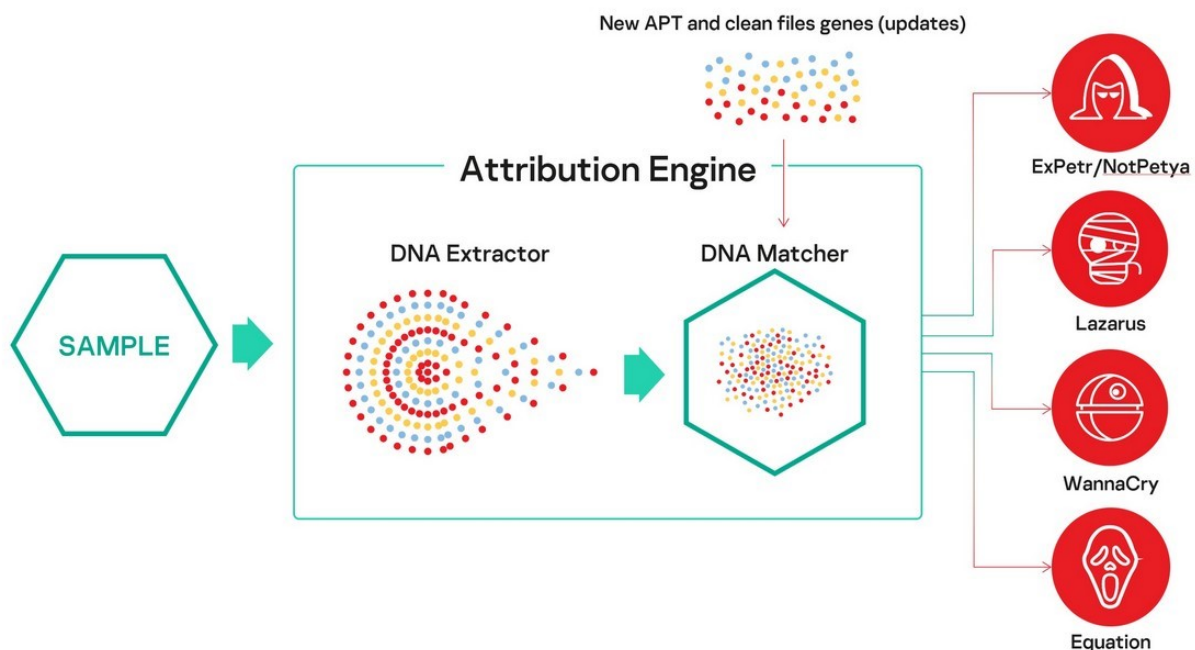 New APT and clean files genes (updates)
Attribution Engine
DNA Extractor
DNA Matcher
SAMPLE
ExPetr/NotPetya
Lazarus
WannaCry
Equation